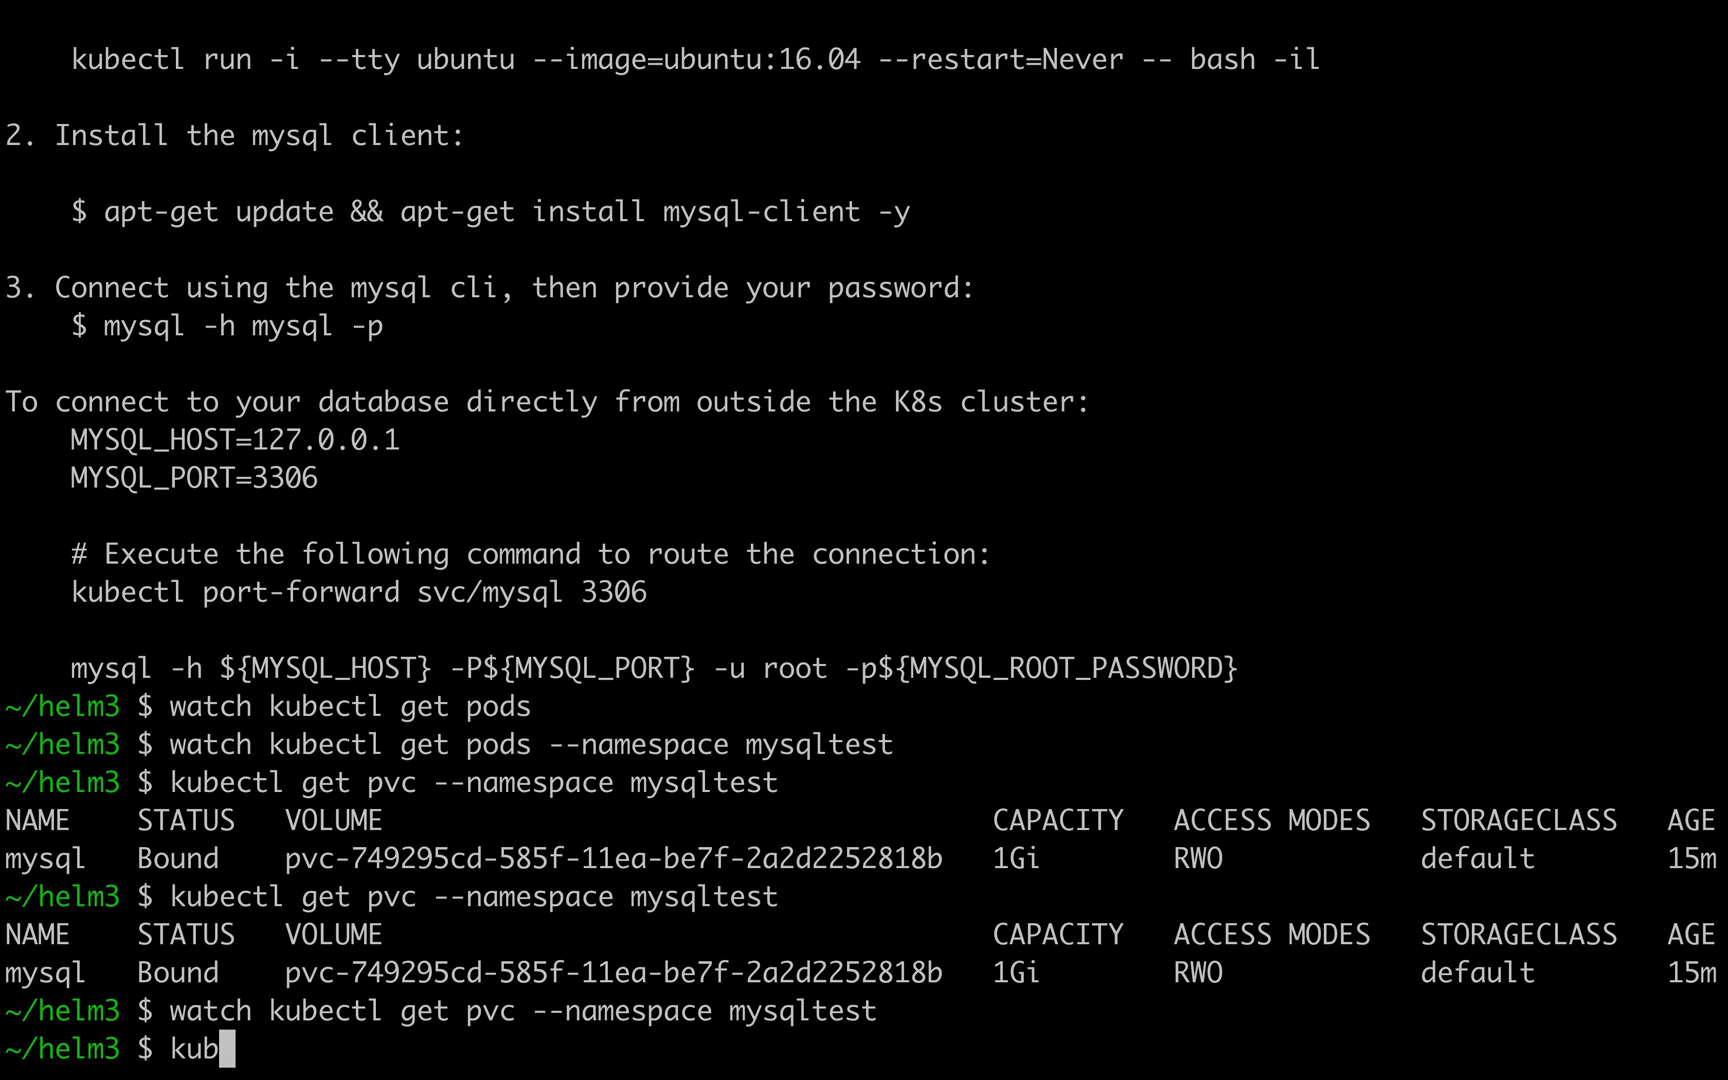 kubectl run -i --tty ubuntu --image=ubuntu:16.04 --restart=Never -- bash -il
2. Install the mysql client:
$ apt-get update && apt-get install mysql-client -y
3. Connect using the mysql cli, then provide your password:
$ mysql -h mysql -p
To connect to your database directly from outside the K8s cluster:
MYSQL_HOST=127.0.0.1
MYSQL_PORT=3306
# Execute the following command to route the connection:
kubectl port-forward svc/mysql 3306
mysql -h ${MYSQL_HOST} -P${MYSQL_PORT} -u root -p${MYSQL_ROOT_PASSWORD}
~/helm3 $ watch kubectl get pods
~/helm3 $ watch kubectl get pods --namespace mysqltest
~/helm3 $ kubectl get pvc --namespace mysqltest
NAME STATUS VOLUME CAPACITY ACCESS MODES STORAGECLASS AGE
mysql Bound pvc-749295cd-585f-11ea-be7f-2a2d2252818b 1Gi RWO default 15m
~/helm3 $ kubectl get pvc --namespace mysqltest
NAME STATUS VOLUME CAPACITY ACCESS MODES STORAGECLASS AGE
mysql Bound pvc-749295cd-585f-11ea-be7f-2a2d2252818b 1Gi RWO default 15m
~/helm3 $ watch kubectl get pvc --namespace mysqltest
~/helm3 $ kub